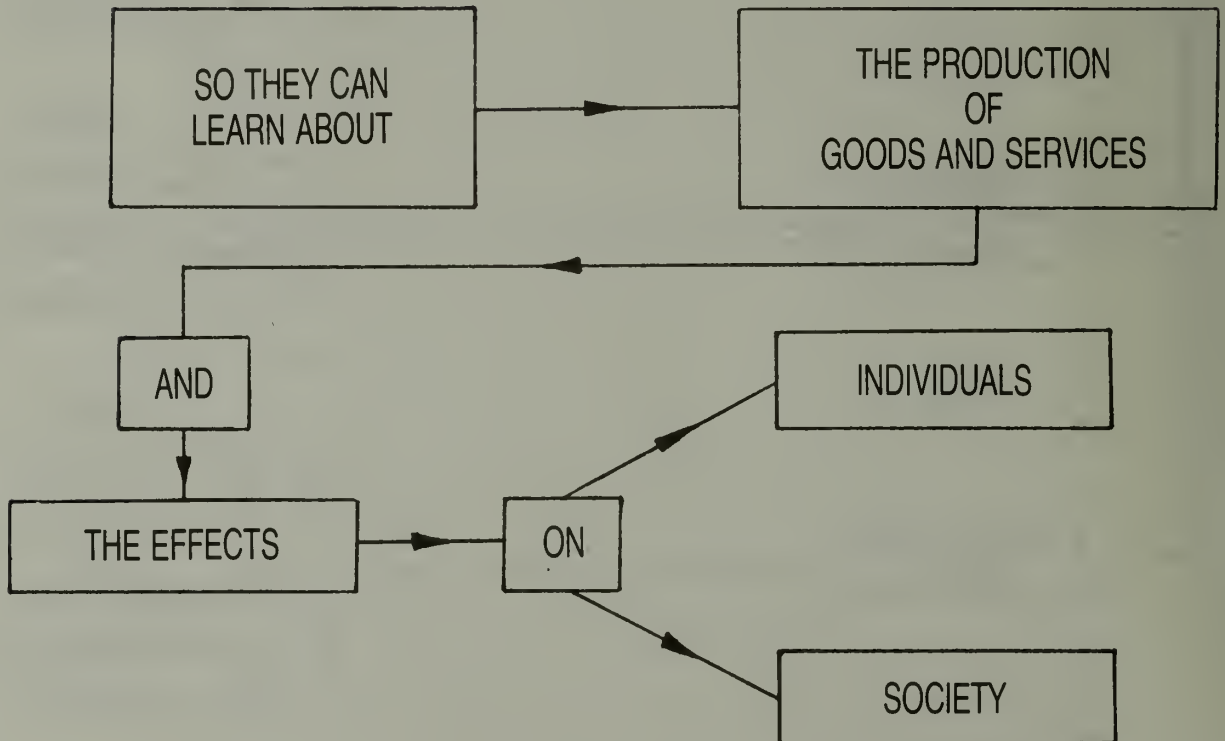 SO THEY CAN
LEARN ABOUT
THE PRODUCTION
OF
GOODS AND SERVICES
AND
THE EFFECTS
ON
INDIVIDUALS
SOCIETY